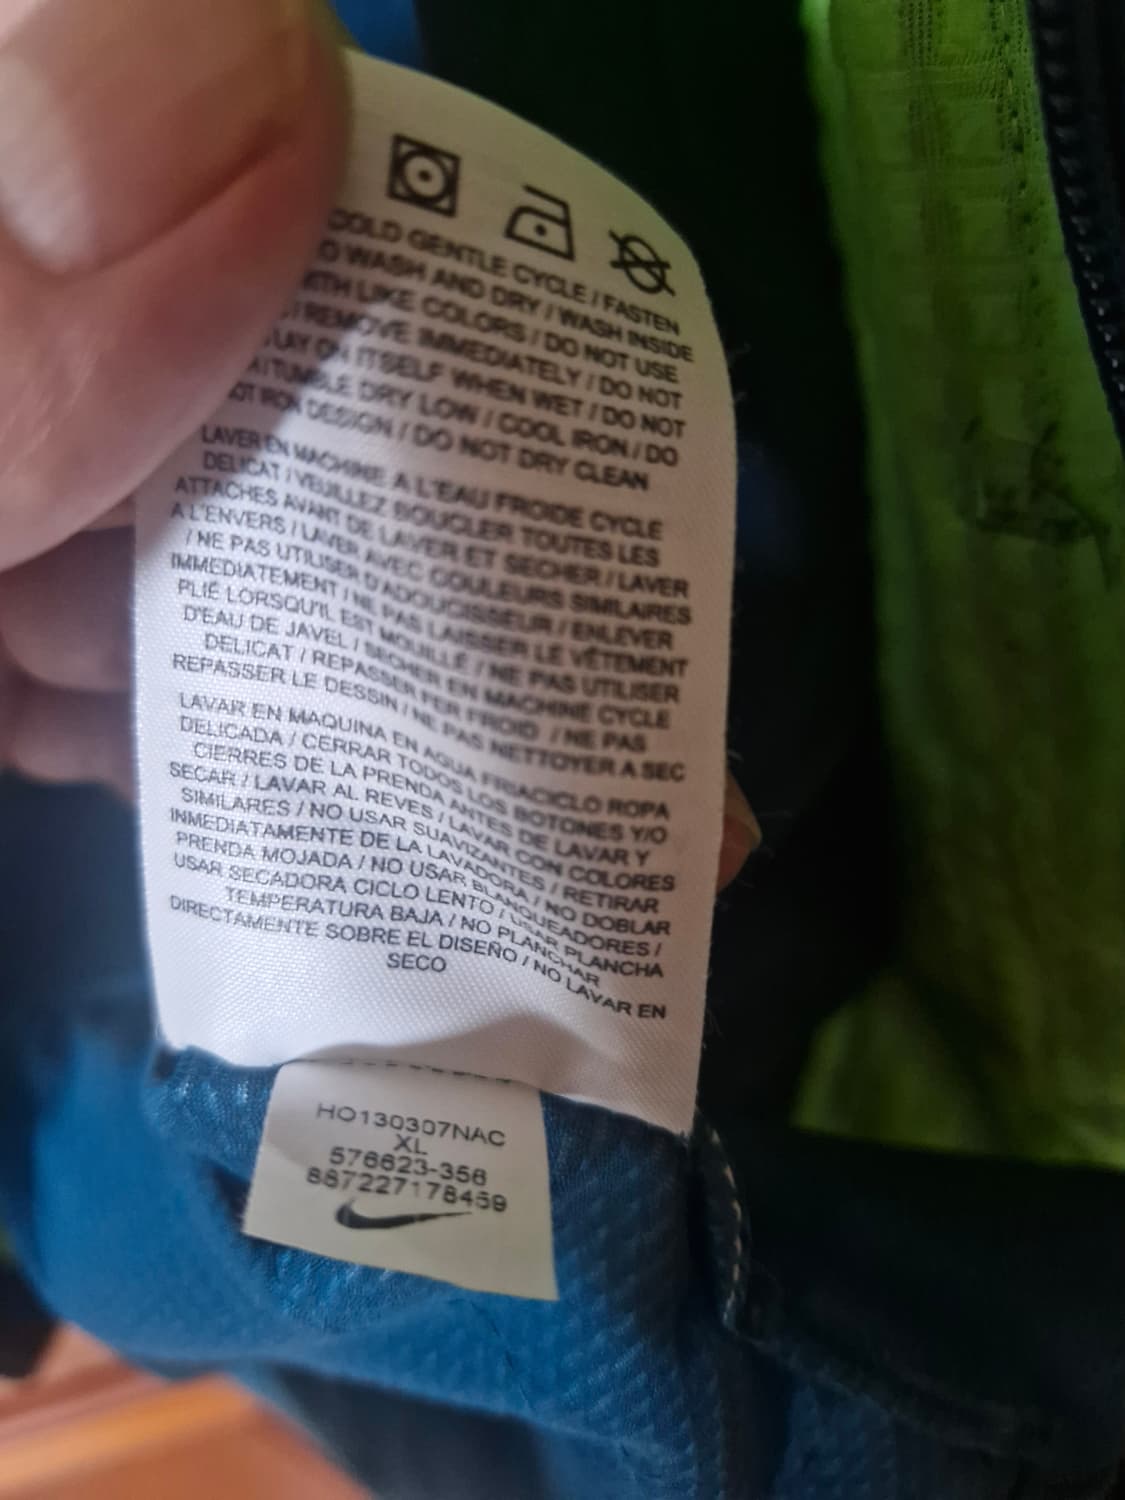 COLD GENTLE CYCLE / FASTEN
WASH AND DRY / WASH INSIDE
WITH LIKE COLORS / DO NOT USE
/ REMOVE IMMEDIATELY / DO NOT
LAY ON ITSELF WHEN WET / DO NOT
/ TUMBLE DRY LOW / COOL IRON / DO
NOT IRON DESIGN / DO NOT DRY CLEAN
LAVER EN MACHINE A L'EAU FROIDE CYCLE
DELICAT / VEUILLEZ BOUCLER TOUTES LES
ATTACHES AVANT DE LAVER ET SECHER / LAVER
A L'ENVERS / LAVER AVEC COULEURS SIMILAIRES
/ NE PAS UTILISER D'ADOUCISSEUR / ENLEVER
IMMEDIATEMENT / NE PAS LAISSER LE VÊTEMENT
PLIÉ LORSQU'IL EST MOUILLÉ / NE PAS UTILISER
D'EAU DE JAVEL / SECHER EN MACHINE CYCLE
DELICAT / REPASSER FER FROID / NE PAS
REPASSER LE DESSIN / NE PAS NETTOYER A SEC
LAVAR EN MAQUINA EN AGUA FRIACICLO ROPA
DELICADA / CERRAR TODOS LOS BOTONES Y/O
CIERRES DE LA PRENDA ANTES DE LAVAR Y
SECAR / LAVAR AL REVES / LAVAR CON COLORES
SIMILARES / NO USAR SUAVIZANTES / RETIRAR
INMEDIATAMENTE DE LA LAVADORA / NO DOBLAR
PRENDA MOJADA / NO USAR BLANQUEADORES /
USAR SECADORA CICLO LENTO / USAR PLANCHA
TEMPERATURA BAJA / NO PLANCHAR
DIRECTAMENTE SOBRE EL DISEÑO / NO LAVAR EN
SECO
HO130307NAC
XL
576623-356
887227178459